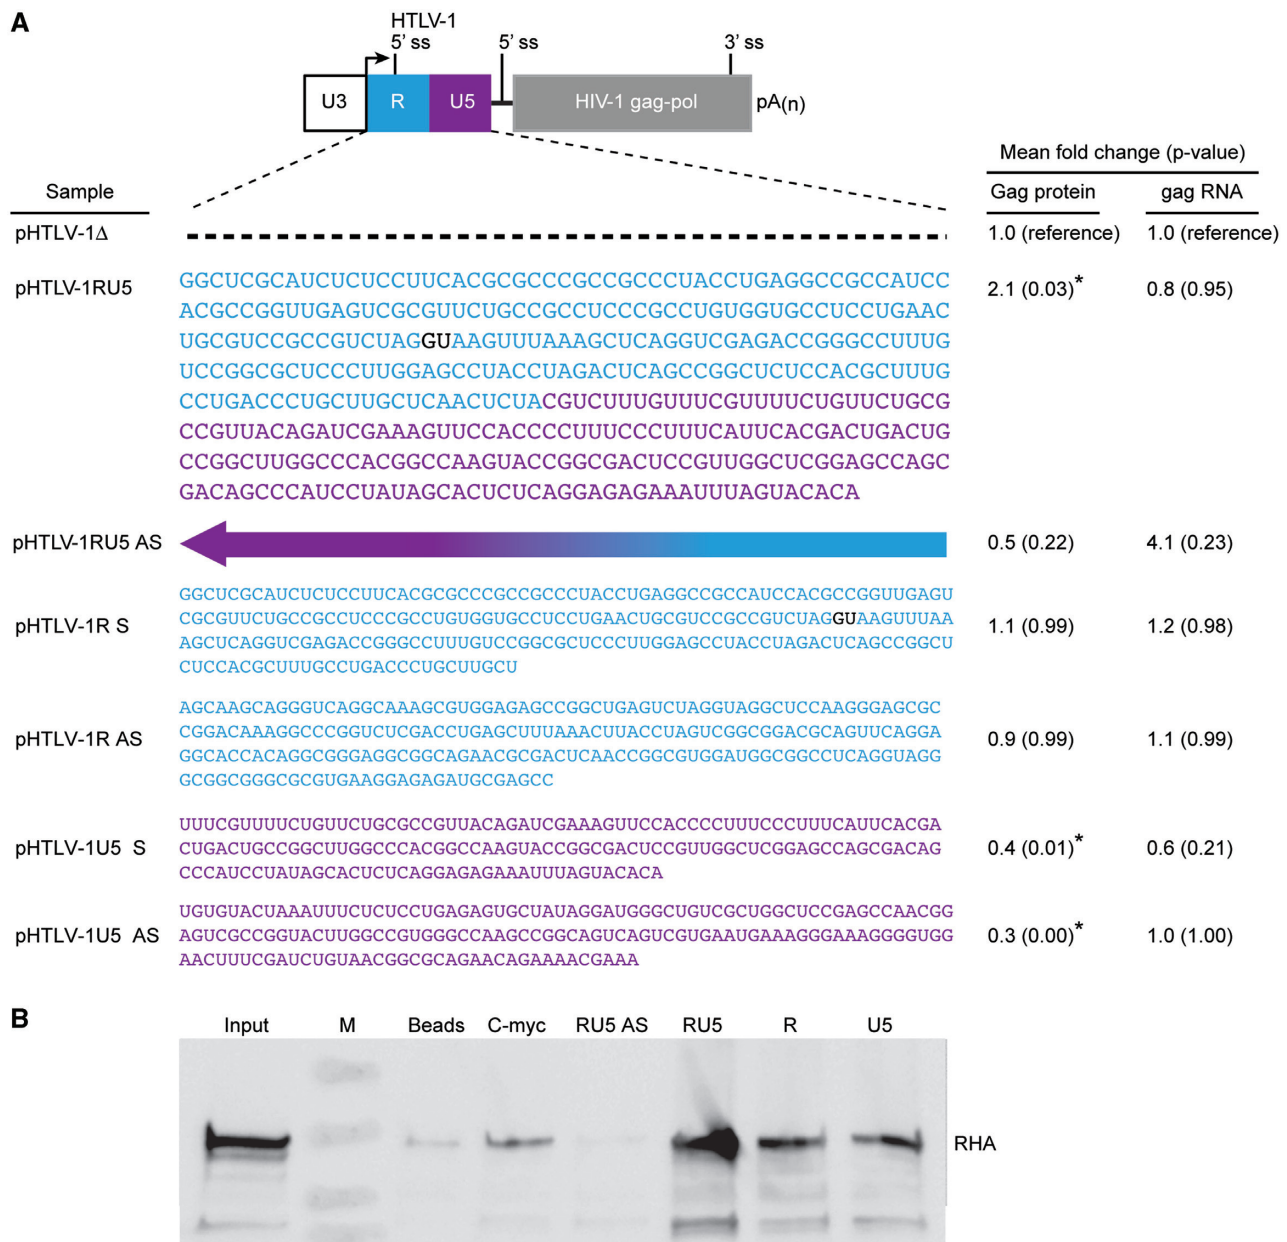 A
HTLV-1
5' ss 5' ss 3' ss
U3 R U5 HIV-1 gag-pol pA(n)
Mean fold change (p-value)
Sample Gag protein gag RNA
pHTLV-1Δ 1.0 (reference) 1.0 (reference)
pHTLV-1RU5 GGCUCGCAUCUCUCCUUCACGCGCCCGCCGCCCUACCUGAGGCCGCCAUCC 2.1 (0.03)* 0.8 (0.95)
ACGCCGGUUGAGUCGCGUUCUGCCGCCUCCCGCCUGUGGUGCCUCCUGAAC
UGCGUCCGCCGUCUAGGUAAGUUUAAAGCUCAGGUCGAGACCGGGCCUUUG
UCCGGCGCUCCCUUGGAGCCUACCUAGACUCAGCCGGCUCUCCACGCUUUG
CCUGACCCUGCUUGCUCAACUCUACGUCUUUGUUUCGUUUUCUGUUCUGCG
CCGUUACAGAUCGAAAGUUCCACCCCUUUCCCUUUCAUUCACGACUGACUG
CCGGCUUGGCCCACGGCCAAGUACCGGCGACUCCGUUGGCUCGGAGCCAGC
GACAGCCCAUCCUAUAGCACUCUCAGGAGAGAAAUUUAGUACACA
pHTLV-1RU5 AS 0.5 (0.22) 4.1 (0.23)
GGCUCGCAUCUCUCCUUCACGCGCCCGCCGCCCUACCUGAGGCCGCCAUCCACGCCGGUUGAGU
pHTLV-1R S CGCGUUCUGCCGCCUCCCGCCUGUGGUGCCUCCUGAACUGCGUCCGCCGUCUAGGUAAGUUUAA 1.1 (0.99) 1.2 (0.98)
AGCUCAGGUCGAGACCGGGCCUUUGUCCGGCGCUCCCUUGGAGCCUACCUAGACUCAGCCGGCU
CUCCACGCUUUGCCUGACCCUGCUUGCU
AGCAAGCAGGGUCAGGCAAAGCGUGGAGAGCCGGCUGAGUCUAGGUAGGCUCCAAGGGAGCGC
pHTLV-1R AS CGGACAAAGGCCCGGUCUCGACCUGAGCUUUAAACUUACCUAGUCGGCGGACGCAGUUCAGGA 0.9 (0.99) 1.1 (0.99)
GGCACCACAGGCGGGAGGCGGCAGAACGCGACUCAACCGGCGUGGAUGGCGGCCUCAGGUAGG
GCGGCGGGCGCGUGAAGGAGAGAUGCGAGCC
UUUCGUUUUCUGUUCUGCGCCGUUACAGAUCGAAAGUUCCACCCCUUUCCCUUUCAUUCACGA
pHTLV-1U5 S CUGACUGCCGGCUUGGCCCACGGCCAAGUACCGGCGACUCCGUUGGCUCGGAGCCAGCGACAG 0.4 (0.01)* 0.6 (0.21)
CCCAUCCUAUAGCACUCUCAGGAGAGAAAUUUAGUACACA
UGUGUACUAAAUUUCUCUCCUGAGAGUGCUAUAGGAUGGGCUGUCGCUGGCUCCGAGCCAACGG
pHTLV-1U5 AS AGUCGCCGGUACUUGGCCGUGGGCCAAGCCGGCAGUCAGUCGUGAAUGAAAGGGAAAGGGGUGG 0.3 (0.00)* 1.0 (1.00)
AACUUUCGAUCUGUAACGGCGCAGAACAGAAAACGAAA
B
Input M Beads C-myc RU5 AS RU5 R U5
RHA